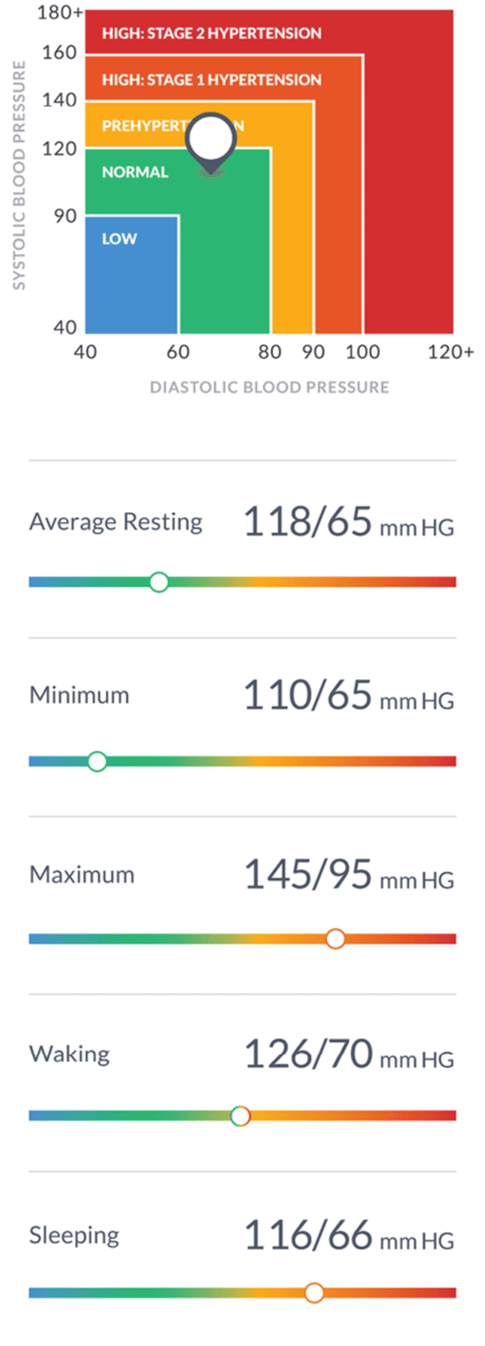 180+
HIGH: STAGE 2 HYPERTENSION
160
HIGH: STAGE 1 HYPERTENSION
140
PREHYPERT N
120
NORMAL
90
LOW
40
SYSTOLIC BLOOD PRESSURE
40 60 80 90 100 120+
DIASTOLIC BLOOD PRESSURE
Average Resting 118/65 mm HG
Minimum 110/65 mm HG
Maximum 145/95 mm HG
Waking 126/70 mm HG
Sleeping 116/66 mm HG